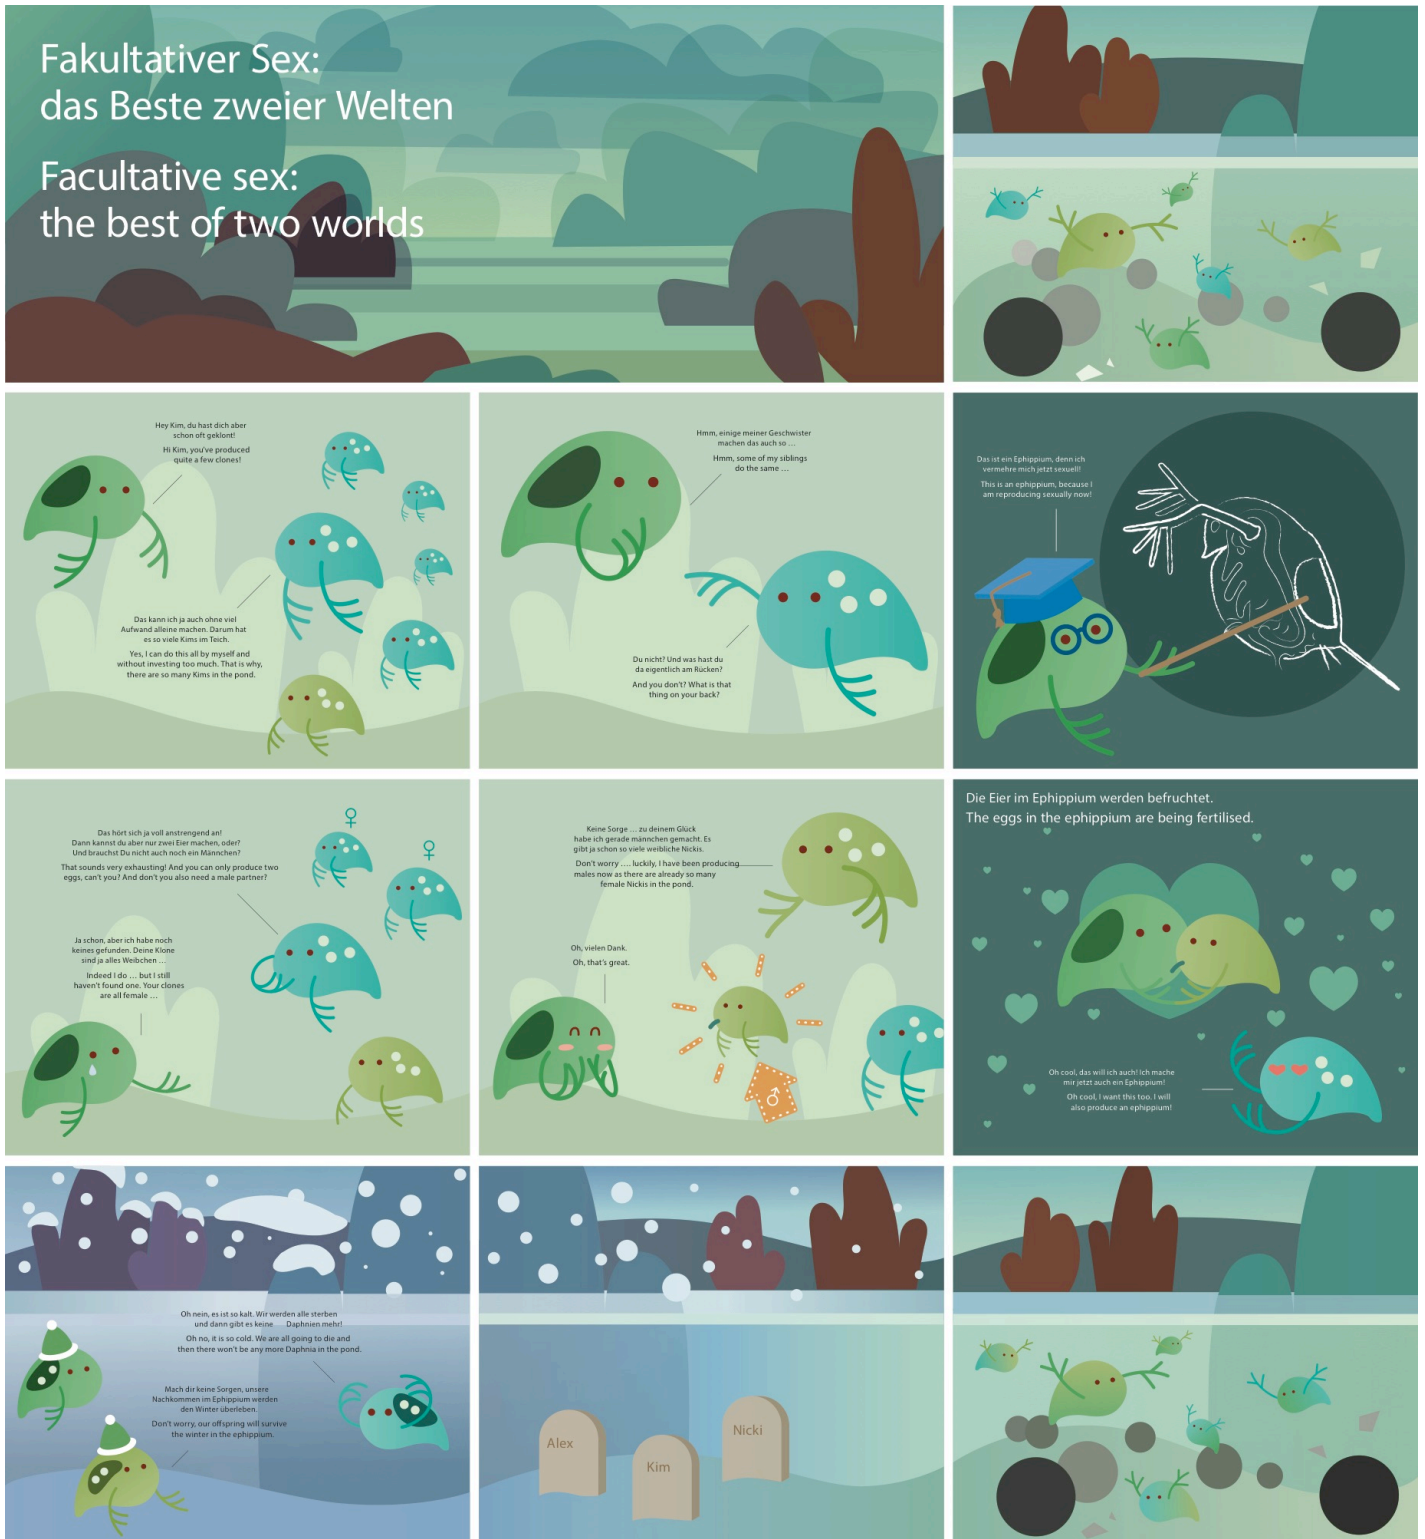 Fakultativer Sex:
das Beste zweier Welten
Facultative sex:
the best of two worlds
Hey Kim, du hast dich aber
schon oft geklont!
Hi Kim, you've produced
quite a few clones!
Das kann ich ja auch ohne viel
Aufwand alleine machen. Darum hat
es so viele Kims im Teich.
Yes, I can do this all by myself and
without investing too much. That is why,
there are so many Kims in the pond.
Hmm, einige meiner Geschwister
machen das auch so ...
Hmm, some of my siblings
do the same ...
Du nicht? Und was hast du
da eigentlich am Rücken?
And you don't? What is that
thing on your back?
Das ist ein Ephippium, denn ich
vermehre mich jetzt sexuell!
This is an ephippium, because I
am reproducing sexually now!
Das hört sich ja voll anstrengend an!
Dann kannst du aber nur zwei Eier machen, oder?
Und brauchst Du nicht auch noch ein Männchen?
That sounds very exhausting! And you can only produce two
eggs, can't you? And don't you also need a male partner?
♀
♀
Ja schon, aber ich habe noch
keines gefunden. Deine Klone
sind ja alles Weibchen ...
Indeed I do ... but I still
haven't found one. Your clones
are all female ...
Keine Sorge ... zu deinem Glück
habe ich gerade männchen gemacht. Es
gibt ja schon so viele weibliche Nickis.
Don't worry .... luckily, I have been producing
males now as there are already so many
female Nickis in the pond.
Oh, vielen Dank.
Oh, that's great.
♂
Die Eier im Ephippium werden befruchtet.
The eggs in the ephippium are being fertilised.
Oh cool, das will ich auch! Ich mache
mir jetzt auch ein Ephippium!
Oh cool, I want this too. I will
also produce an ephippium!
Oh nein, es ist so kalt. Wir werden alle sterben
und dann gibt es keine Daphnien mehr!
Oh no, it is so cold. We are all going to die and
then there won't be any more Daphnia in the pond.
Mach dir keine Sorgen, unsere
Nachkommen im Ephippium werden
den Winter überleben.
Don't worry, our offspring will survive
the winter in the ephippium.
Alex
Kim
Nicki